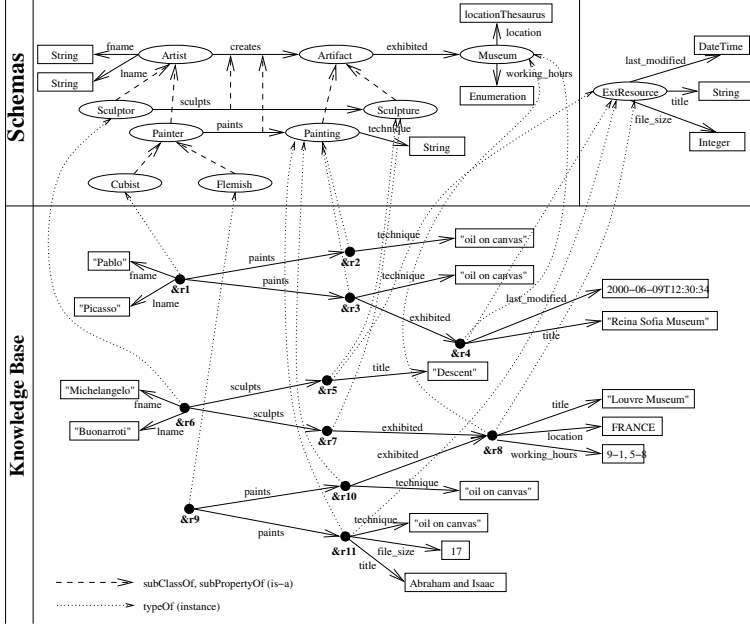 Schemas
locationThesaurus
location
DateTime
String
fname
Artist
creates
Artifact
exhibited
Museum
last_modified
String
lname
working_hours
ExtResource
title
String
Enumeration
file_size
Sculptor
sculpts
Sculpture
Painter
paints
Painting
technique
String
Integer
Cubist
Flemish
Knowledge Base
"Pablo"
fname
paints
technique
"oil on canvas"
&r2
&r1
paints
technique
"oil on canvas"
"Picasso"
lname
&r3
exhibited
last_modified
2000-06-09T12:30:34
&r4
title
"Reina Sofia Museum"
"Michelangelo"
fname
sculpts
&r5
title
"Descent"
"Buonarroti"
lname
&r6
sculpts
&r7
exhibited
&r8
title
"Louvre Museum"
location
FRANCE
working_hours
9-1, 5-8
exhibited
paints
&r10
technique
"oil on canvas"
&r9
paints
&r11
technique
"oil on canvas"
file_size
17
title
Abraham and Isaac
subClassOf, subPropertyOf (is-a)
typeOf (instance)